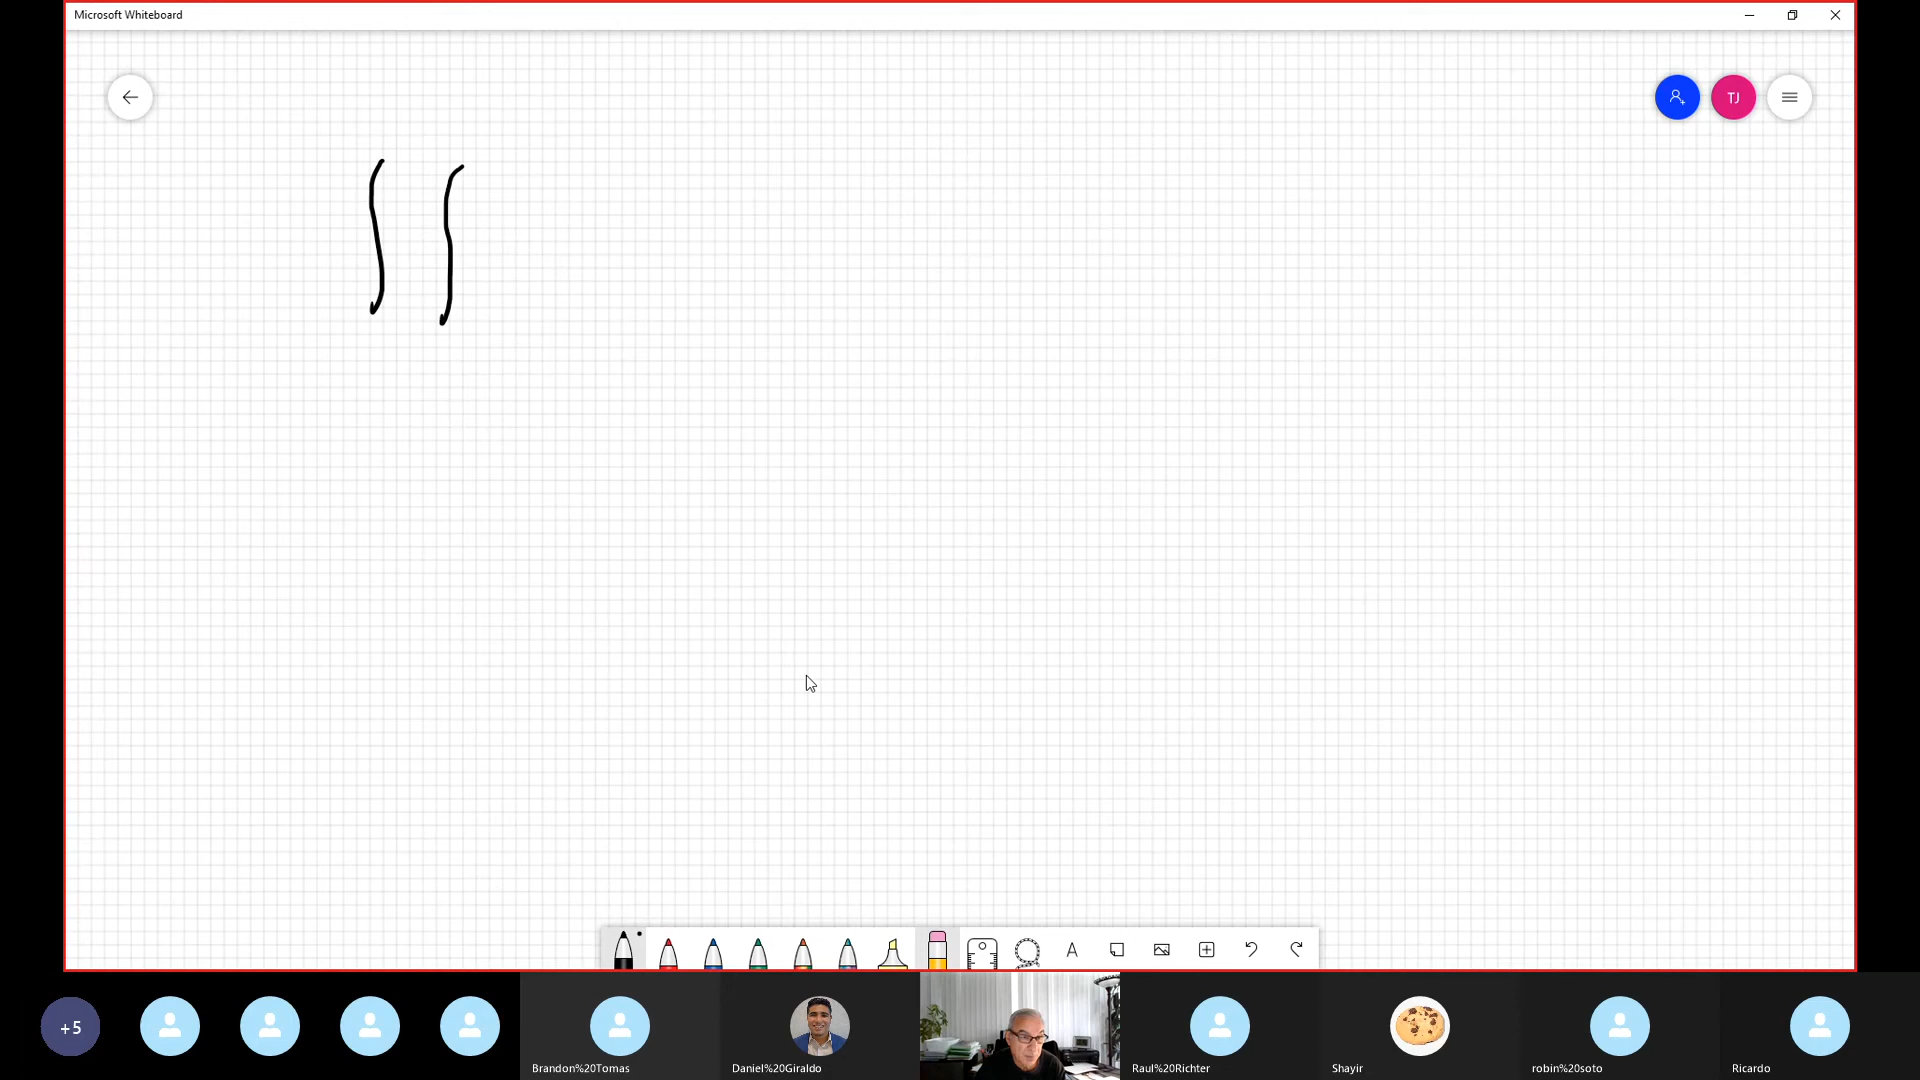 Microsoft Whiteboard
TJ
∫ ∫
A
+5
Brandon%20Tomas
Daniel%20Giraldo
Raul%20Richter
Shayir
robin%20soto
Ricardo